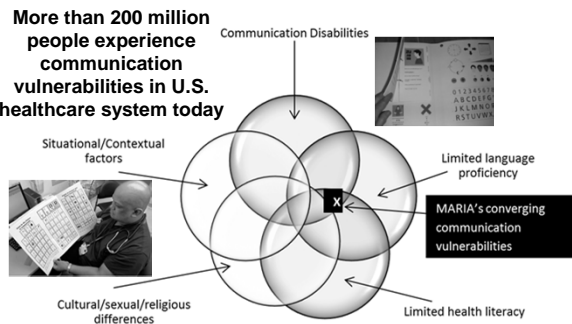 More than 200 million
people experience
communication
vulnerabilities in U.S.
healthcare system today
Communication Disabilities
Situational/Contextual
factors
Limited language
proficiency
X
MARIA's converging
communication
vulnerabilities
Cultural/sexual/religious
differences
Limited health literacy